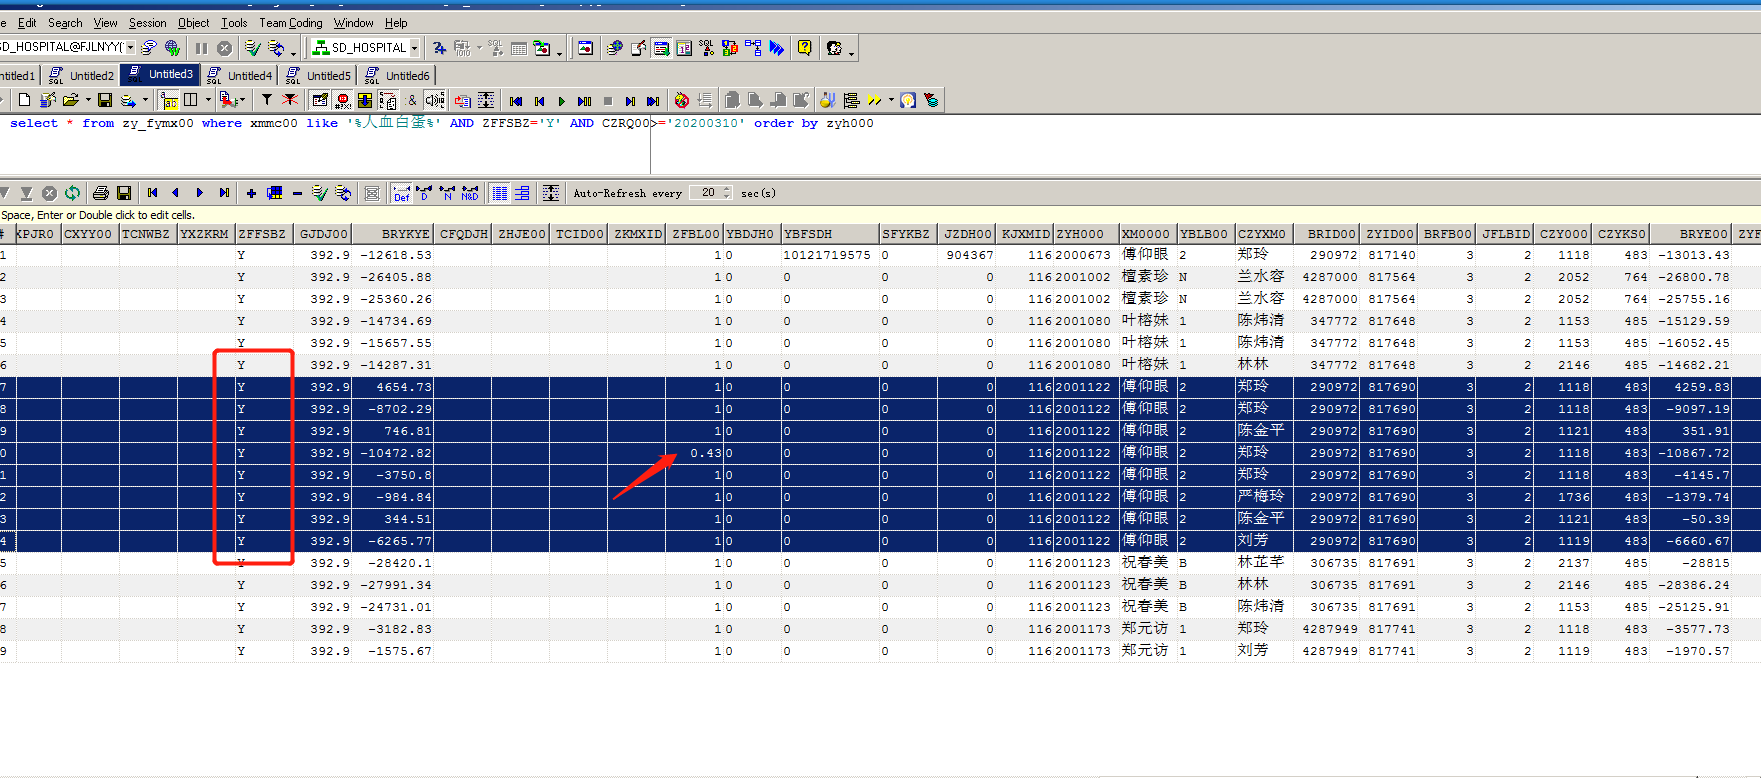 Edit Search View Session Object Tools Team Coding Window Help
SD_HOSPITAL@FJLNYY( SD_HOSPITAL
Untitled2 Untitled3 Untitled4 Untitled5 Untitled6
select * from zy_fymx00 where xmmc00 like '%人血白蛋%' AND ZFFSBZ='Y' AND CZRQ00>='20200310' order by zyh000
Def D N N&D Auto-Refresh every 20 sec(s)
Space, Enter or Double click to edit cells.
# XPJR0 CXYY00 TCNWBZ YXZKRM ZFFSBZ GJDJ00 BRYKYE CFQDJH ZHJE00 TCID00 ZKMXID ZFBL00 YBDJH0 YBFSDH SFYKBZ JZDH00 KJXMID ZYH000 XM0000 YBLB00 CZYXM0 BRID00 ZYID00 BRFB00 JFLBID CZY000 CZYKS0 BRYE00 ZYF
1 Y 392.9 -12618.53 1 0 10121719575 0 904367 116 2000673 傅仰眼 2 郑玲 290972 817140 3 2 1118 483 -13013.43
2 Y 392.9 -26405.88 1 0 0 0 0 116 2001002 檀素珍 N 兰水容 4287000 817564 3 2 2052 764 -26800.78
3 Y 392.9 -25360.26 1 0 0 0 0 116 2001002 檀素珍 N 兰水容 4287000 817564 3 2 2052 764 -25755.16
4 Y 392.9 -14734.69 1 0 0 0 0 116 2001080 叶榕妹 1 陈炜清 347772 817648 3 2 1153 485 -15129.59
5 Y 392.9 -15657.55 1 0 0 0 0 116 2001080 叶榕妹 1 陈炜清 347772 817648 3 2 1153 485 -16052.45
6 Y 392.9 -14287.31 1 0 0 0 0 116 2001080 叶榕妹 1 林林 347772 817648 3 2 2146 485 -14682.21
7 Y 392.9 4654.73 1 0 0 0 0 116 2001122 傅仰眼 2 郑玲 290972 817690 3 2 1118 483 4259.83
8 Y 392.9 -8702.29 1 0 0 0 0 116 2001122 傅仰眼 2 郑玲 290972 817690 3 2 1118 483 -9097.19
9 Y 392.9 746.81 1 0 0 0 0 116 2001122 傅仰眼 2 陈金平 290972 817690 3 2 1121 483 351.91
0 Y 392.9 -10472.82 0.43 0 0 0 0 116 2001122 傅仰眼 2 郑玲 290972 817690 3 2 1118 483 -10867.72
1 Y 392.9 -3750.8 1 0 0 0 0 116 2001122 傅仰眼 2 郑玲 290972 817690 3 2 1118 483 -4145.7
2 Y 392.9 -984.84 1 0 0 0 0 116 2001122 傅仰眼 2 严梅玲 290972 817690 3 2 1736 483 -1379.74
3 Y 392.9 344.51 1 0 0 0 0 116 2001122 傅仰眼 2 陈金平 290972 817690 3 2 1121 483 -50.39
4 Y 392.9 -6265.77 1 0 0 0 0 116 2001122 傅仰眼 2 刘芳 290972 817690 3 2 1119 483 -6660.67
5 Y 392.9 -28420.1 1 0 0 0 0 116 2001123 祝春美 B 林芷芊 306735 817691 3 2 2137 485 -28815
6 Y 392.9 -27991.34 1 0 0 0 0 116 2001123 祝春美 B 林林 306735 817691 3 2 2146 485 -28386.24
7 Y 392.9 -24731.01 1 0 0 0 0 116 2001123 祝春美 B 陈炜清 306735 817691 3 2 1153 485 -25125.91
8 Y 392.9 -3182.83 1 0 0 0 0 116 2001173 郑元访 1 郑玲 4287949 817741 3 2 1118 483 -3577.73
9 Y 392.9 -1575.67 1 0 0 0 0 116 2001173 郑元访 1 刘芳 4287949 817741 3 2 1119 483 -1970.57